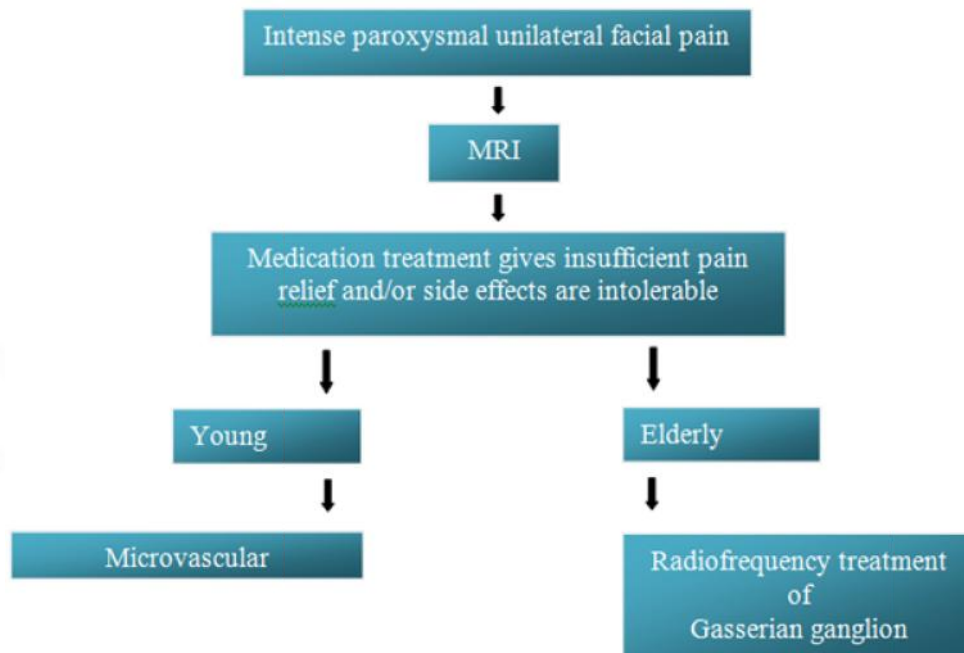 Intense paroxysmal unilateral facial pain
MRI
Medication treatment gives insufficient pain
relief and/or side effects are intolerable
Young
Elderly
Microvascular
Radiofrequency treatment
of
Gasserian ganglion